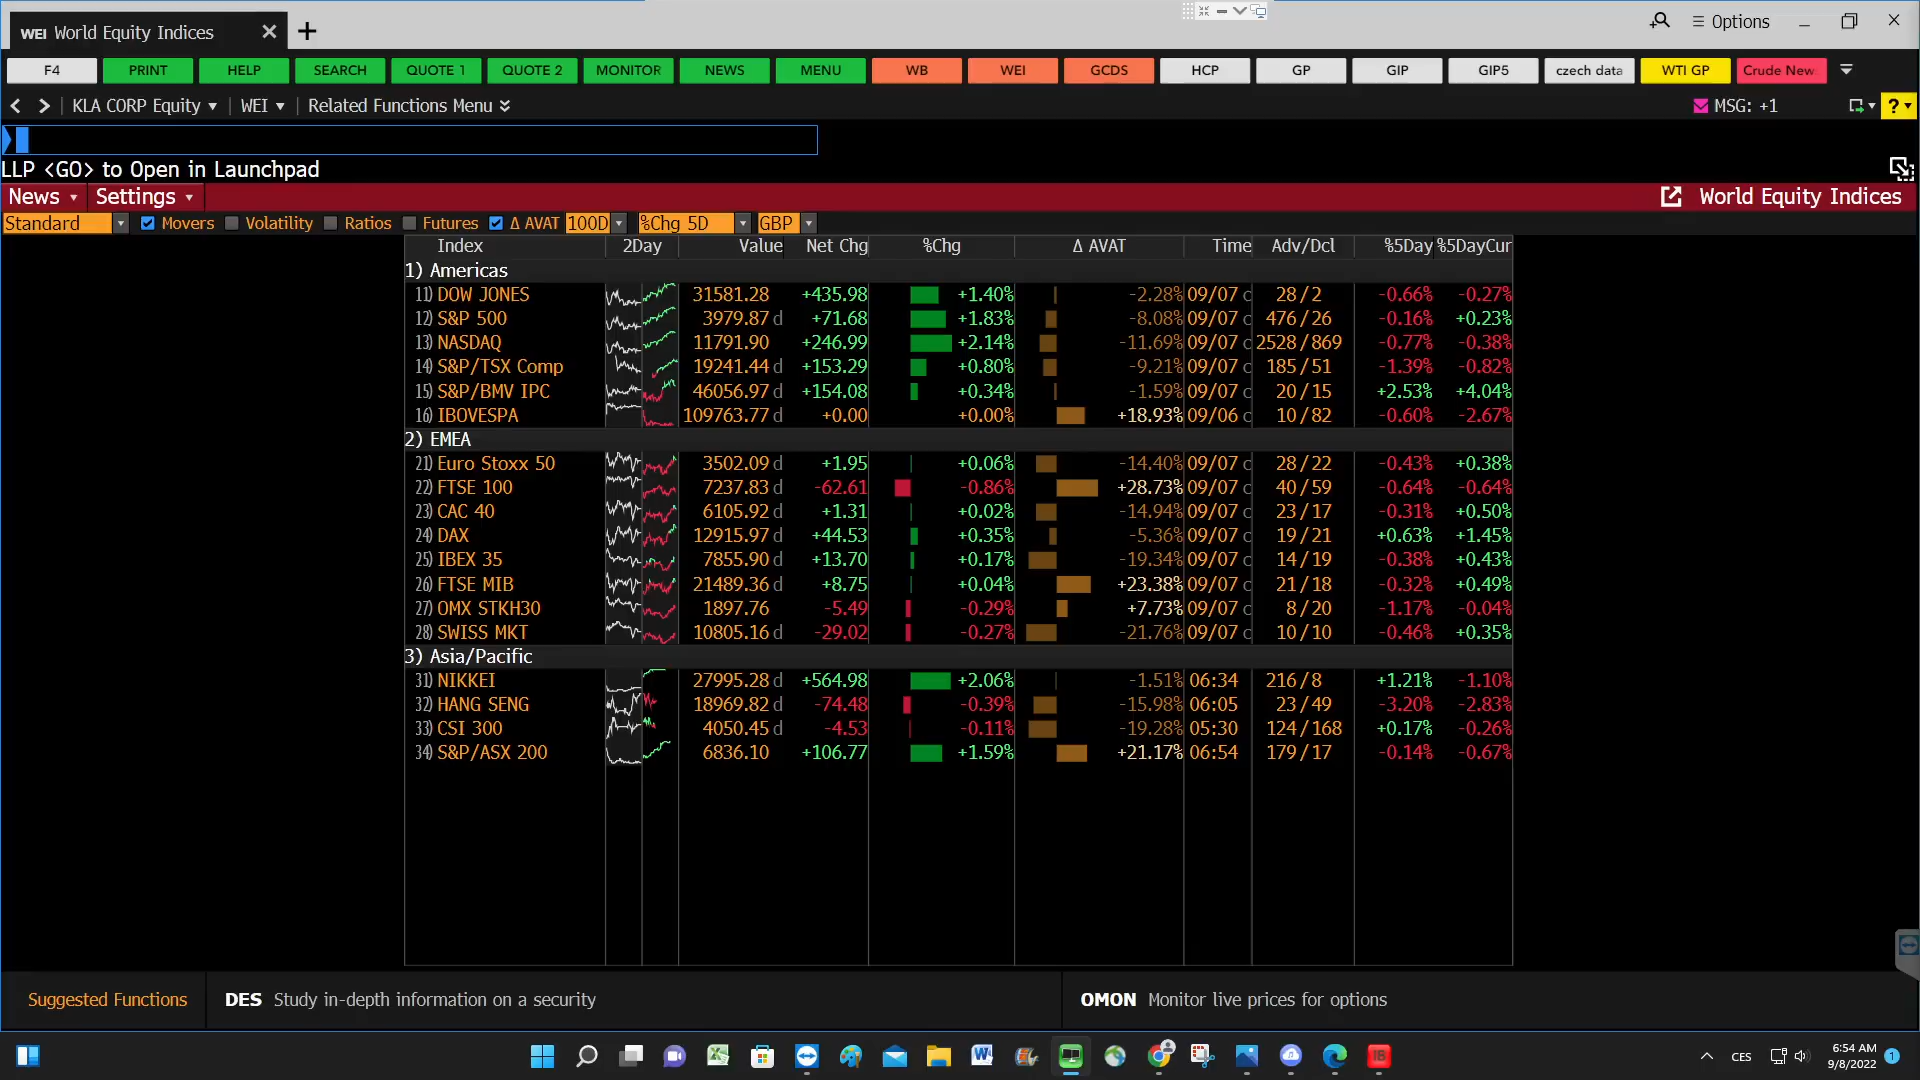 WEI World Equity Indices
Options
F4 PRINT HELP SEARCH QUOTE 1 QUOTE 2 MONITOR NEWS MENU WB WEI GCDS HCP GP GIP GIP5 czech data WTI GP Crude New
KLA CORP Equity WEI Related Functions Menu MSG: +1 ?
LLP <GO> to Open in Launchpad
News Settings World Equity Indices
Standard Movers Volatility Ratios Futures Δ AVAT 100D %Chg 5D GBP
Index 2Day Value Net Chg %Chg Δ AVAT Time Adv/Dcl %5Day %5DayCur
1) Americas
11) DOW JONES 31581.28 +435.98 +1.40% -2.28% 09/07 c 28 / 2 -0.66% -0.27%
12) S&P 500 3979.87 d +71.68 +1.83% -8.08% 09/07 c 476 / 26 -0.16% +0.23%
13) NASDAQ 11791.90 +246.99 +2.14% -11.69% 09/07 c 2528 / 869 -0.77% -0.38%
14) S&P/TSX Comp 19241.44 d +153.29 +0.80% -9.21% 09/07 c 185 / 51 -1.39% -0.82%
15) S&P/BMV IPC 46056.97 d +154.08 +0.34% -1.59% 09/07 c 20 / 15 +2.53% +4.04%
16) IBOVESPA 109763.77 d +0.00 +0.00% +18.93% 09/06 c 10 / 82 -0.60% -2.67%
2) EMEA
21) Euro Stoxx 50 3502.09 d +1.95 +0.06% -14.40% 09/07 c 28 / 22 -0.43% +0.38%
22) FTSE 100 7237.83 d -62.61 -0.86% +28.73% 09/07 c 40 / 59 -0.64% -0.64%
23) CAC 40 6105.92 d +1.31 +0.02% -14.94% 09/07 c 23 / 17 -0.31% +0.50%
24) DAX 12915.97 d +44.53 +0.35% -5.36% 09/07 c 19 / 21 +0.63% +1.45%
25) IBEX 35 7855.90 d +13.70 +0.17% -19.34% 09/07 c 14 / 19 -0.38% +0.43%
26) FTSE MIB 21489.36 d +8.75 +0.04% +23.38% 09/07 c 21 / 18 -0.32% +0.49%
27) OMX STKH30 1897.76 -5.49 -0.29% +7.73% 09/07 c 8 / 20 -1.17% -0.04%
28) SWISS MKT 10805.16 d -29.02 -0.27% -21.76% 09/07 c 10 / 10 -0.46% +0.35%
3) Asia/Pacific
31) NIKKEI 27995.28 d +564.98 +2.06% -1.51% 06:34 216 / 8 +1.21% -1.10%
32) HANG SENG 18969.82 d -74.48 -0.39% -15.98% 06:05 23 / 49 -3.20% -2.83%
33) CSI 300 4050.45 d -4.53 -0.11% -19.28% 05:30 124 / 168 +0.17% -0.26%
34) S&P/ASX 200 6836.10 +106.77 +1.59% +21.17% 06:54 179 / 17 -0.14% -0.67%
Suggested Functions DES Study in-depth information on a security OMON Monitor live prices for options
CES 6:54 AM
9/8/2022 1